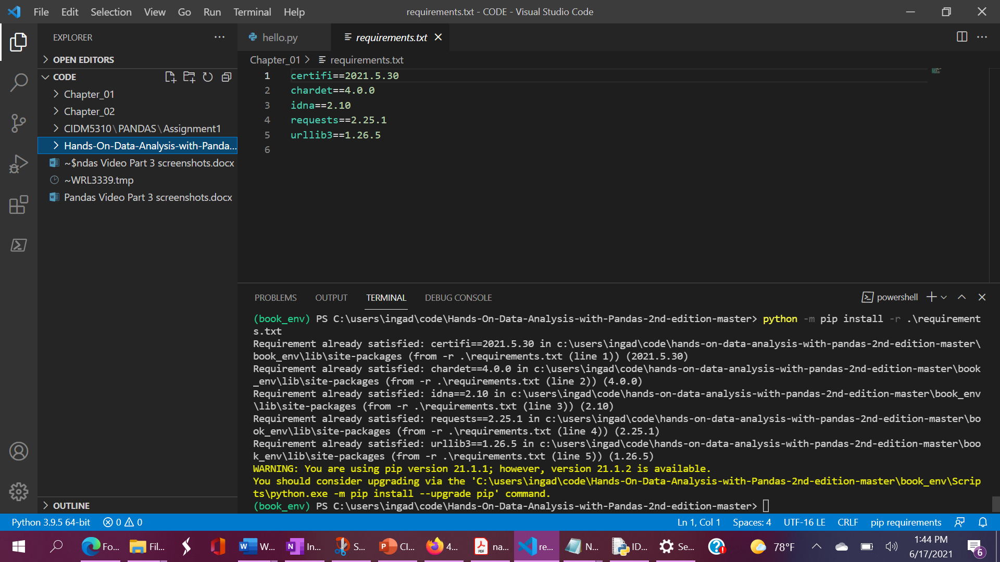 File Edit Selection View Go Run Terminal Help
requirements.txt - CODE - Visual Studio Code
EXPLORER
OPEN EDITORS
CODE
Chapter_01
Chapter_02
CIDM5310\PANDAS\Assignment1
Hands-On-Data-Analysis-with-Panda...
~$ndas Video Part 3 screenshots.docx
~WRL3339.tmp
Pandas Video Part 3 screenshots.docx
OUTLINE
hello.py requirements.txt
Chapter_01 > requirements.txt
1 certifi==2021.5.30
2 chardet==4.0.0
3 idna==2.10
4 requests==2.25.1
5 urllib3==1.26.5
6
PROBLEMS OUTPUT TERMINAL DEBUG CONSOLE
powershell
(book_env) PS C:\users\ingad\code\Hands-On-Data-Analysis-with-Pandas-2nd-edition-master> python -m pip install -r .\requirement
s.txt
Requirement already satisfied: certifi==2021.5.30 in c:\users\ingad\code\hands-on-data-analysis-with-pandas-2nd-edition-master\
book_env\lib\site-packages (from -r .\requirements.txt (line 1)) (2021.5.30)
Requirement already satisfied: chardet==4.0.0 in c:\users\ingad\code\hands-on-data-analysis-with-pandas-2nd-edition-master\book
_env\lib\site-packages (from -r .\requirements.txt (line 2)) (4.0.0)
Requirement already satisfied: idna==2.10 in c:\users\ingad\code\hands-on-data-analysis-with-pandas-2nd-edition-master\book_env
\lib\site-packages (from -r .\requirements.txt (line 3)) (2.10)
Requirement already satisfied: requests==2.25.1 in c:\users\ingad\code\hands-on-data-analysis-with-pandas-2nd-edition-master\bo
ok_env\lib\site-packages (from -r .\requirements.txt (line 4)) (2.25.1)
Requirement already satisfied: urllib3==1.26.5 in c:\users\ingad\code\hands-on-data-analysis-with-pandas-2nd-edition-master\boo
k_env\lib\site-packages (from -r .\requirements.txt (line 5)) (1.26.5)
WARNING: You are using pip version 21.1.1; however, version 21.1.2 is available.
You should consider upgrading via the 'C:\users\ingad\code\Hands-On-Data-Analysis-with-Pandas-2nd-edition-master\book_env\Scrip
ts\python.exe -m pip install --upgrade pip' command.
(book_env) PS C:\users\ingad\code\Hands-On-Data-Analysis-with-Pandas-2nd-edition-master>
Python 3.9.5 64-bit 0 0 Ln 1, Col 1 Spaces: 4 UTF-16 LE CRLF pip requirements
Fo... Fil... W... In... S... Cl... 4... na... re... N... ID... Se... 78°F
1:44 PM
6/17/2021
6